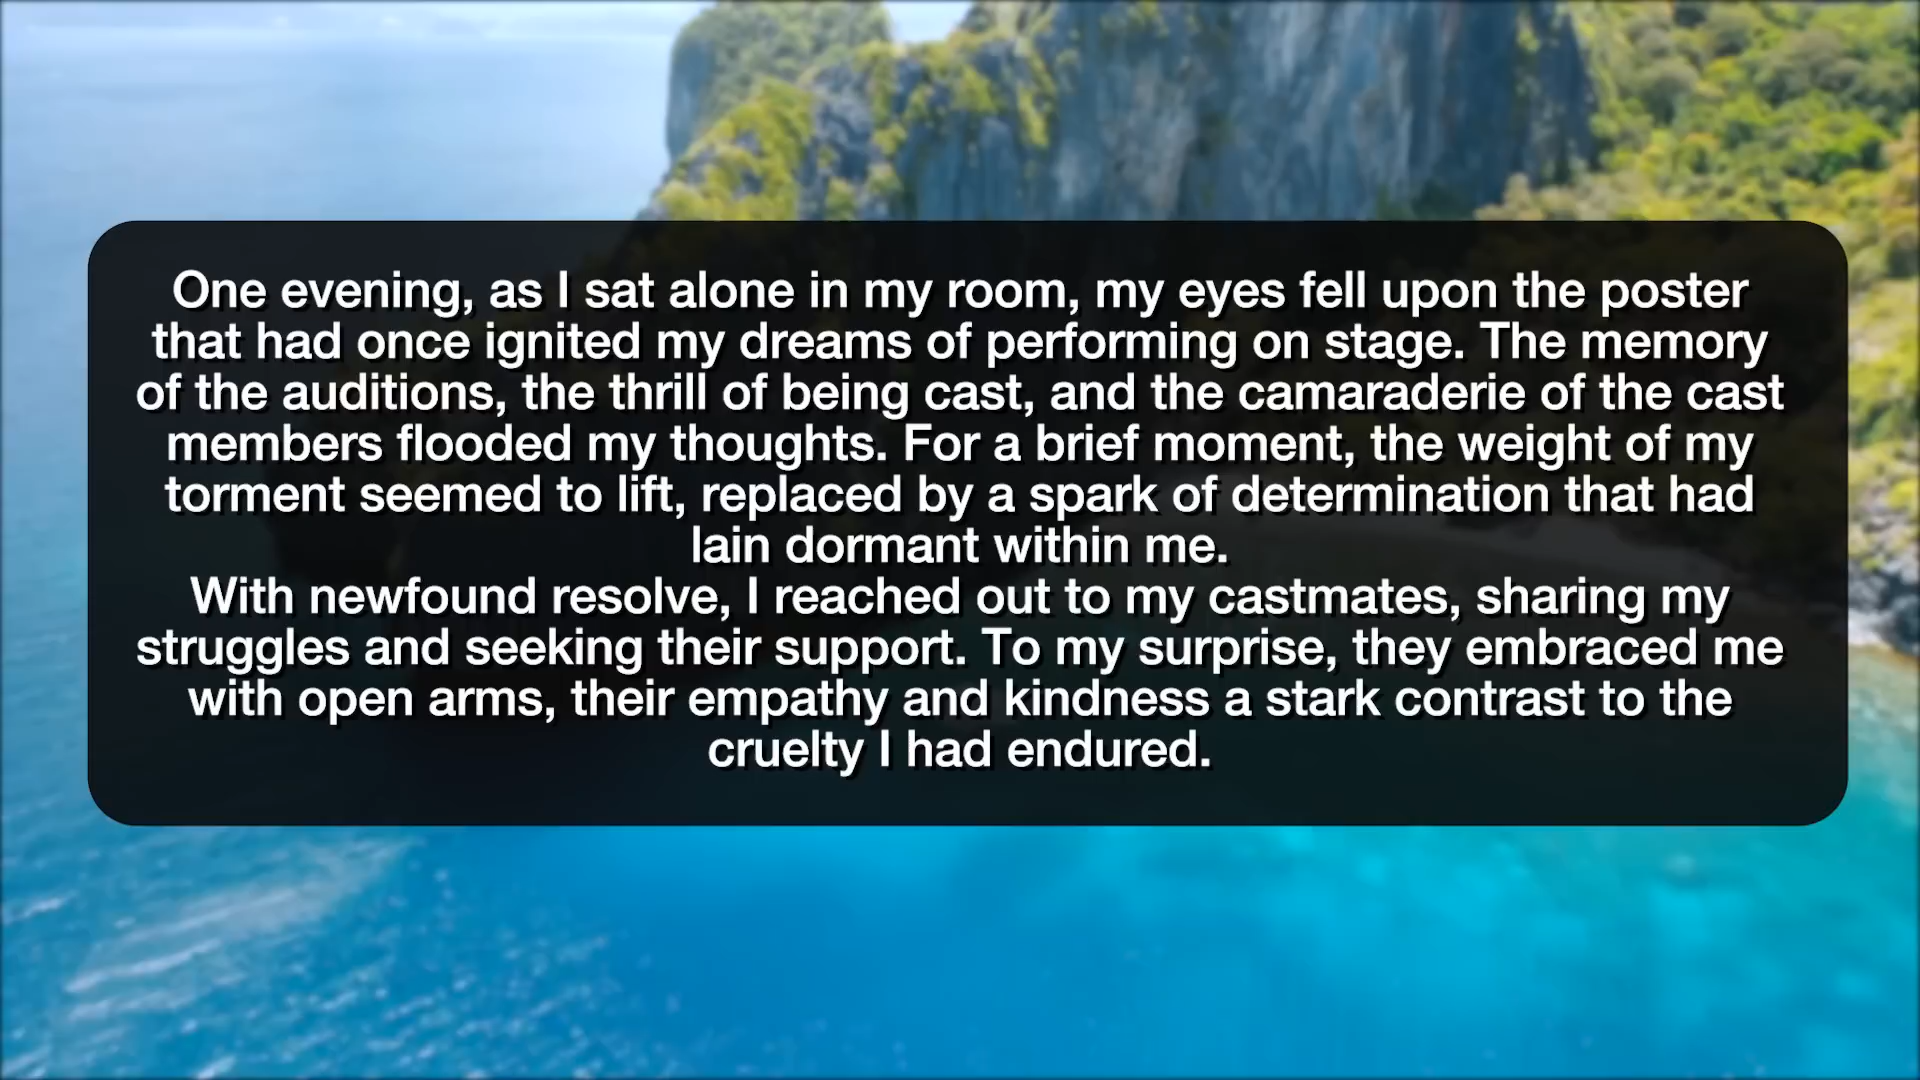 One evening, as I sat alone in my room, my eyes fell upon the poster
that had once ignited my dreams of performing on stage. The memory
of the auditions, the thrill of being cast, and the camaraderie of the cast
members flooded my thoughts. For a brief moment, the weight of my
torment seemed to lift, replaced by a spark of determination that had
lain dormant within me.
With newfound resolve, I reached out to my castmates, sharing my
struggles and seeking their support. To my surprise, they embraced me
with open arms, their empathy and kindness a stark contrast to the
cruelty I had endured.